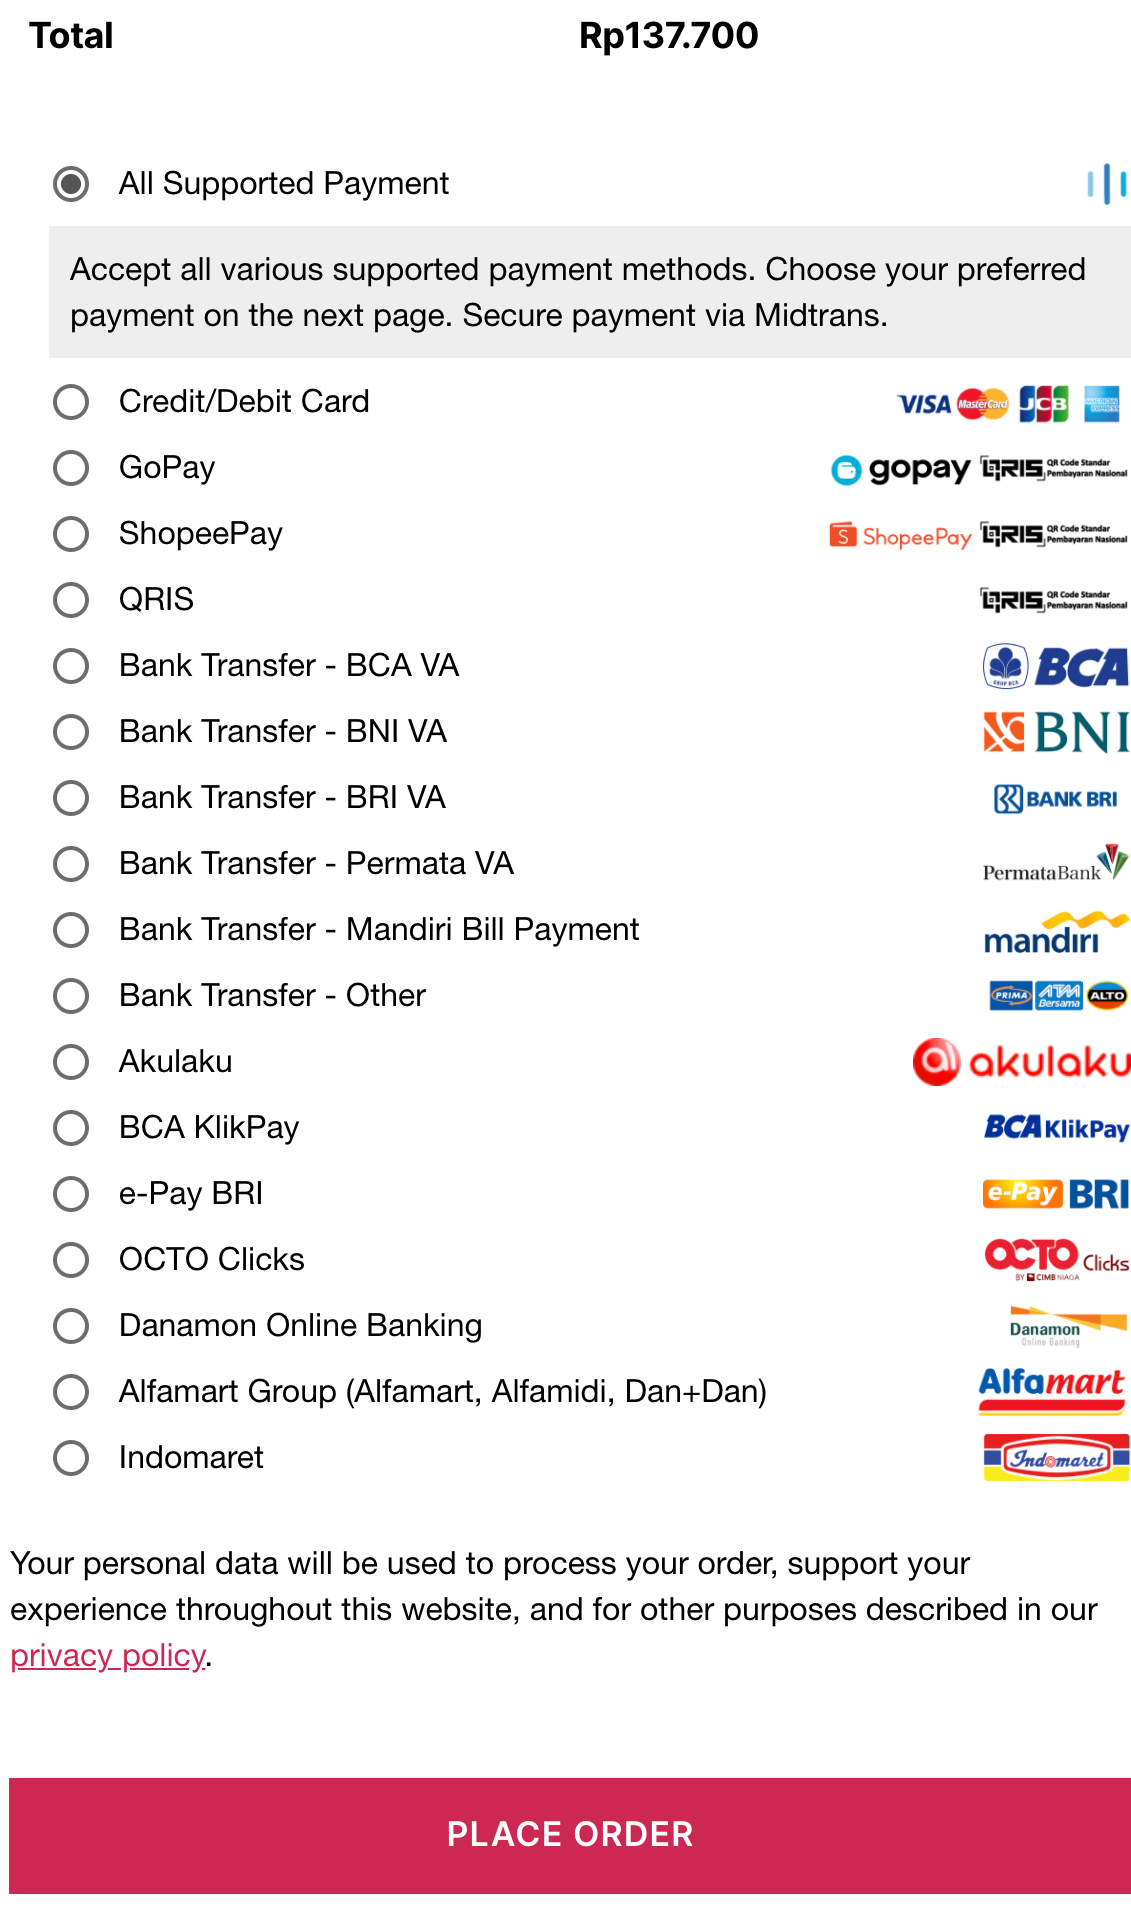 Total Rp137.700
All Supported Payment
Accept all various supported payment methods. Choose your preferred
payment on the next page. Secure payment via Midtrans.
Credit/Debit Card VISA MasterCard JCB AMERICAN EXPRESS
GoPay gopay QRIS QR Code Standar Pembayaran Nasional
ShopeePay S ShopeePay QRIS QR Code Standar Pembayaran Nasional
QRIS QRIS QR Code Standar Pembayaran Nasional
Bank Transfer - BCA VA GRUP BCA BCA
Bank Transfer - BNI VA BNI
Bank Transfer - BRI VA BANK BRI
Bank Transfer - Permata VA PermataBank
Bank Transfer - Mandiri Bill Payment mandiri
Bank Transfer - Other PRIMA ATM Bersama ALTO
Akulaku akulaku
BCA KlikPay BCA KlikPay
e-Pay BRI e-Pay BRI
OCTO Clicks OCTO Clicks BY CIMB NIAGA
Danamon Online Banking Danamon Online Banking
Alfamart Group (Alfamart, Alfamidi, Dan+Dan) Alfamart
Indomaret Indomaret
Your personal data will be used to process your order, support your
experience throughout this website, and for other purposes described in our
privacy policy.
PLACE ORDER